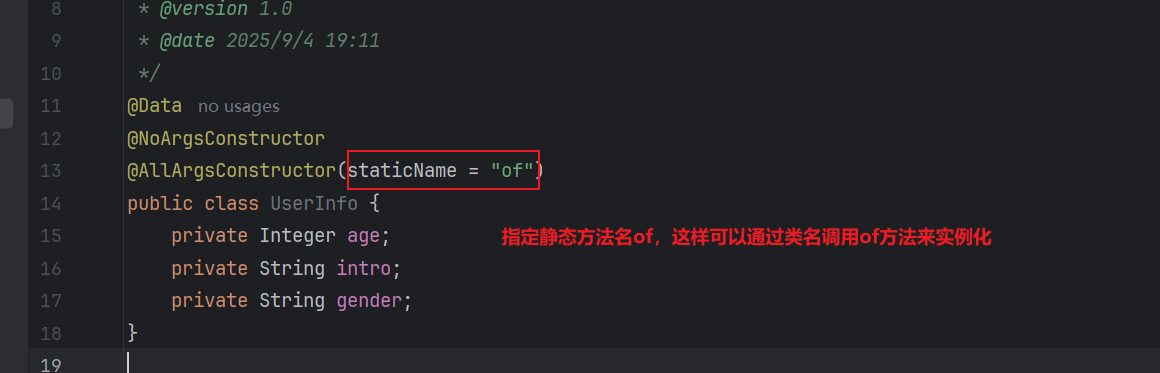 8 * @version 1.0
9 * @date 2025/9/4 19:11
10 */
11 @Data no usages
12 @NoArgsConstructor
13 @AllArgsConstructor(staticName = "of")
14 public class UserInfo {
15 private Integer age; 指定静态方法名of，这样可以通过类名调用of方法来实例化
16 private String intro;
17 private String gender;
18 }
19